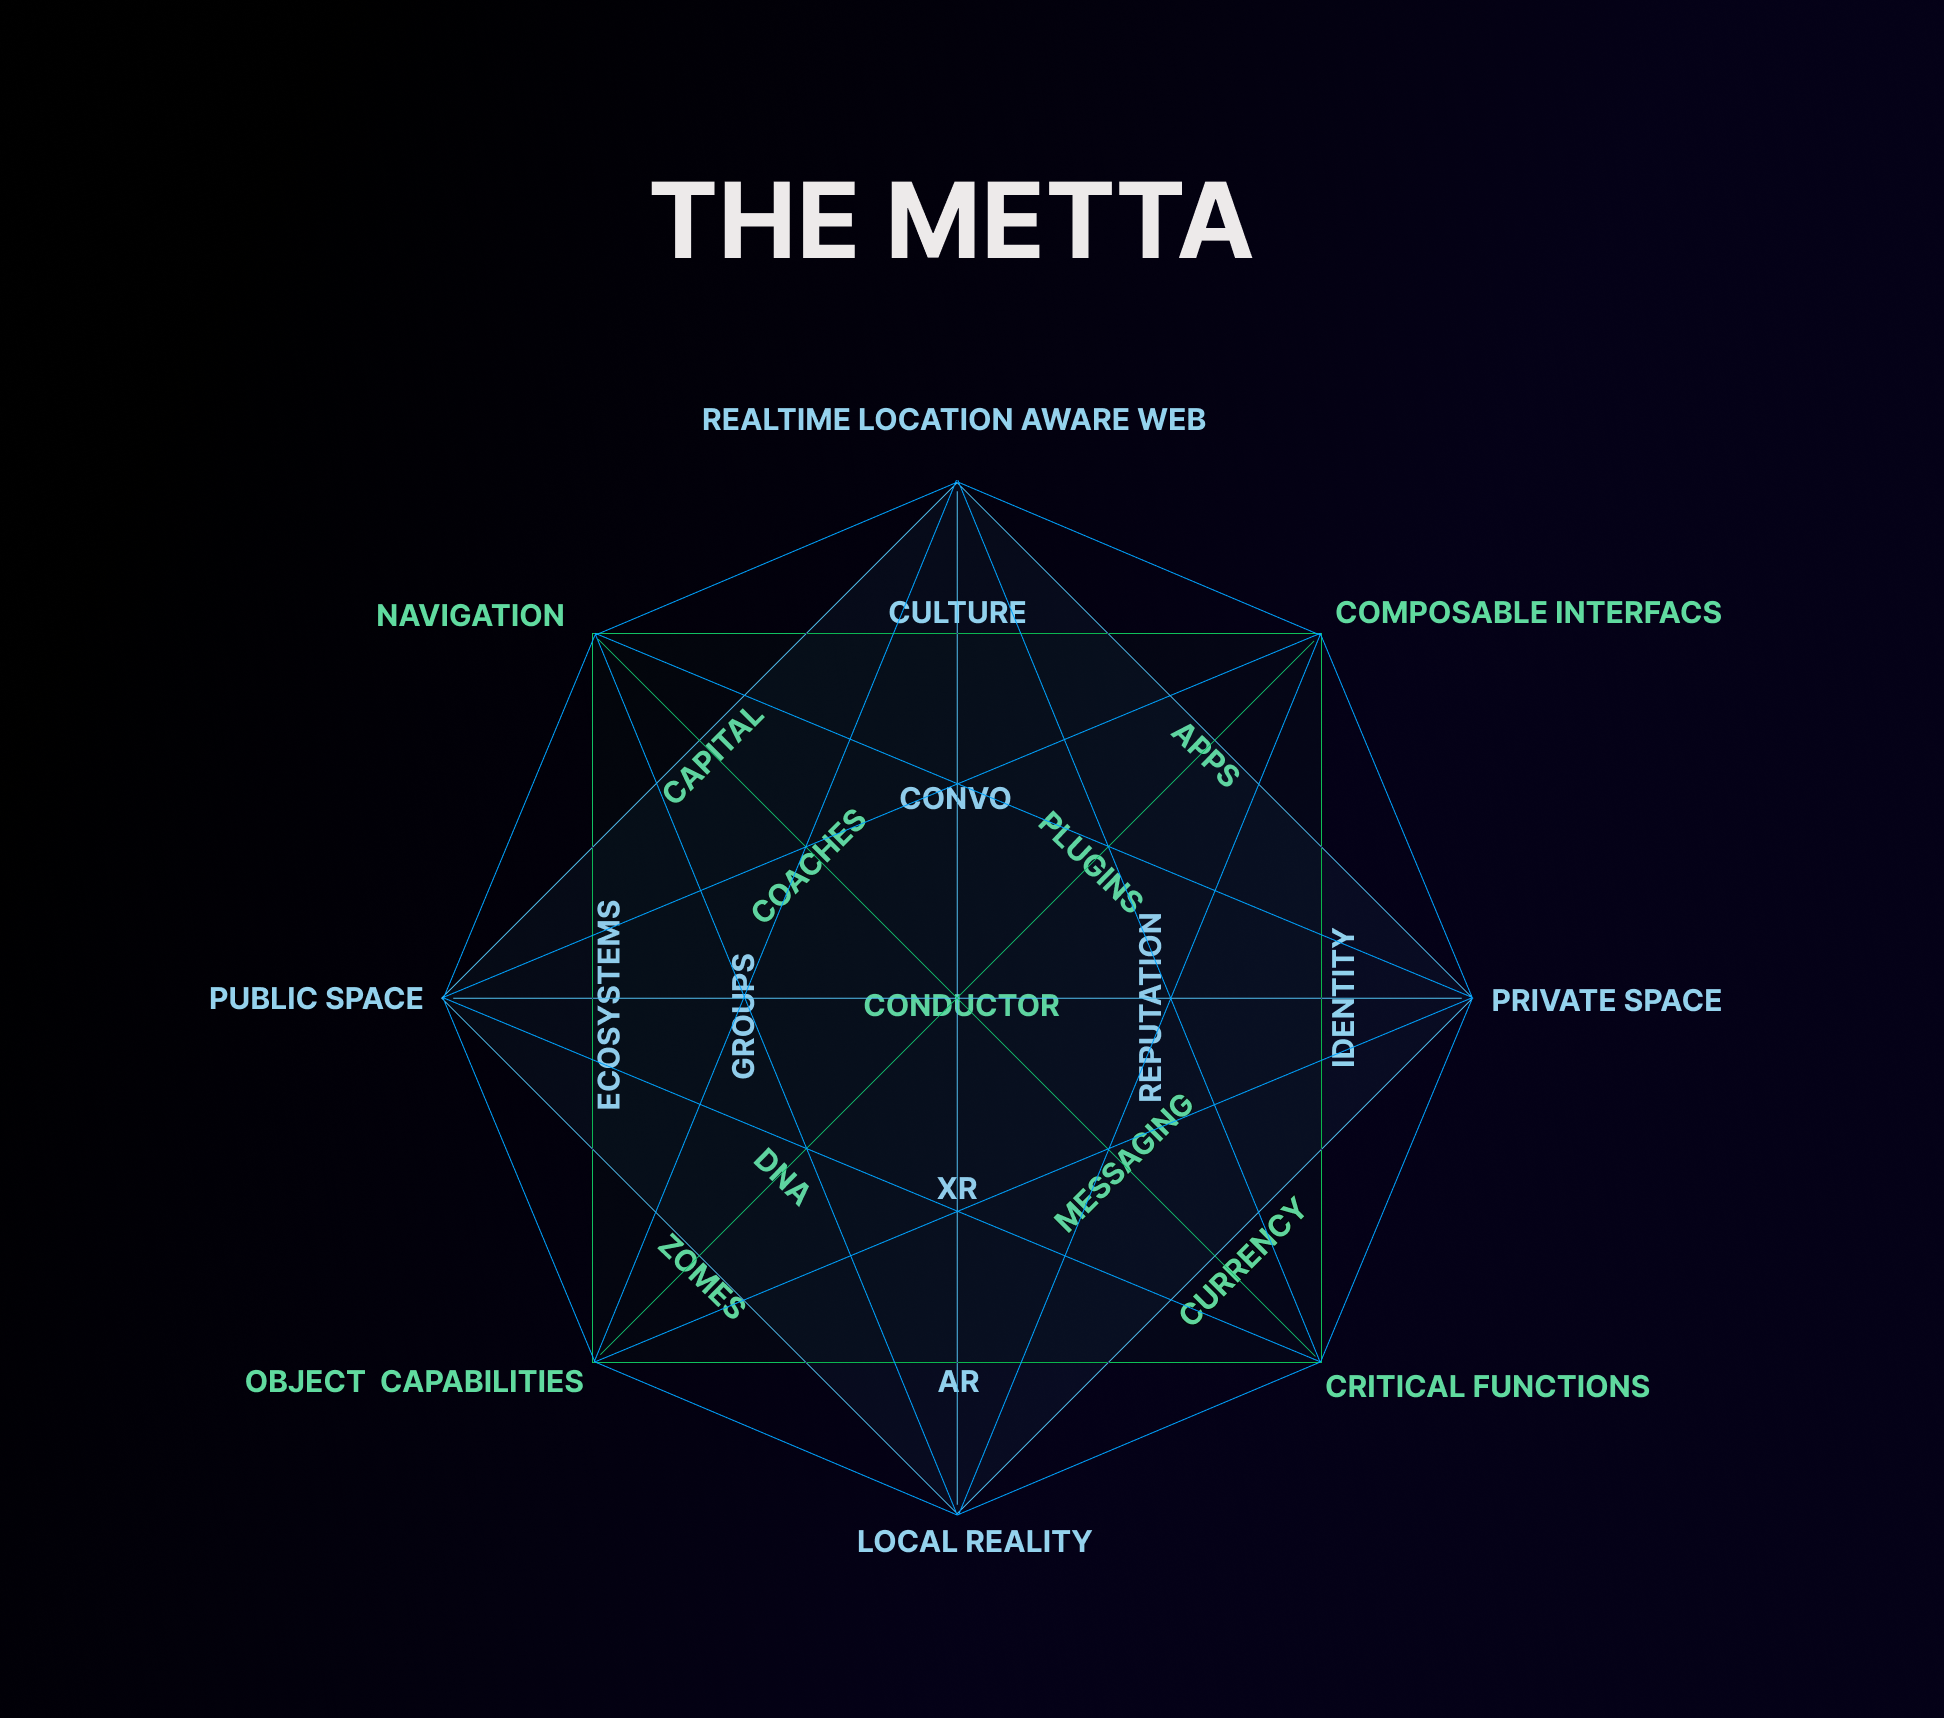 THE METTA
REALTIME LOCATION AWARE WEB
NAVIGATION
CULTURE
COMPOSABLE INTERFACS
CAPITAL
APPS
CONVO
COACHES
PLUGINS
PUBLIC SPACE
ECOSYSTEMS
GROUPS
CONDUCTOR
REPUTATION
IDENTITY
PRIVATE SPACE
DNA
XR
MESSAGING
ZOMES
CURRENCY
OBJECT  CAPABILITIES
AR
CRITICAL FUNCTIONS
LOCAL REALITY